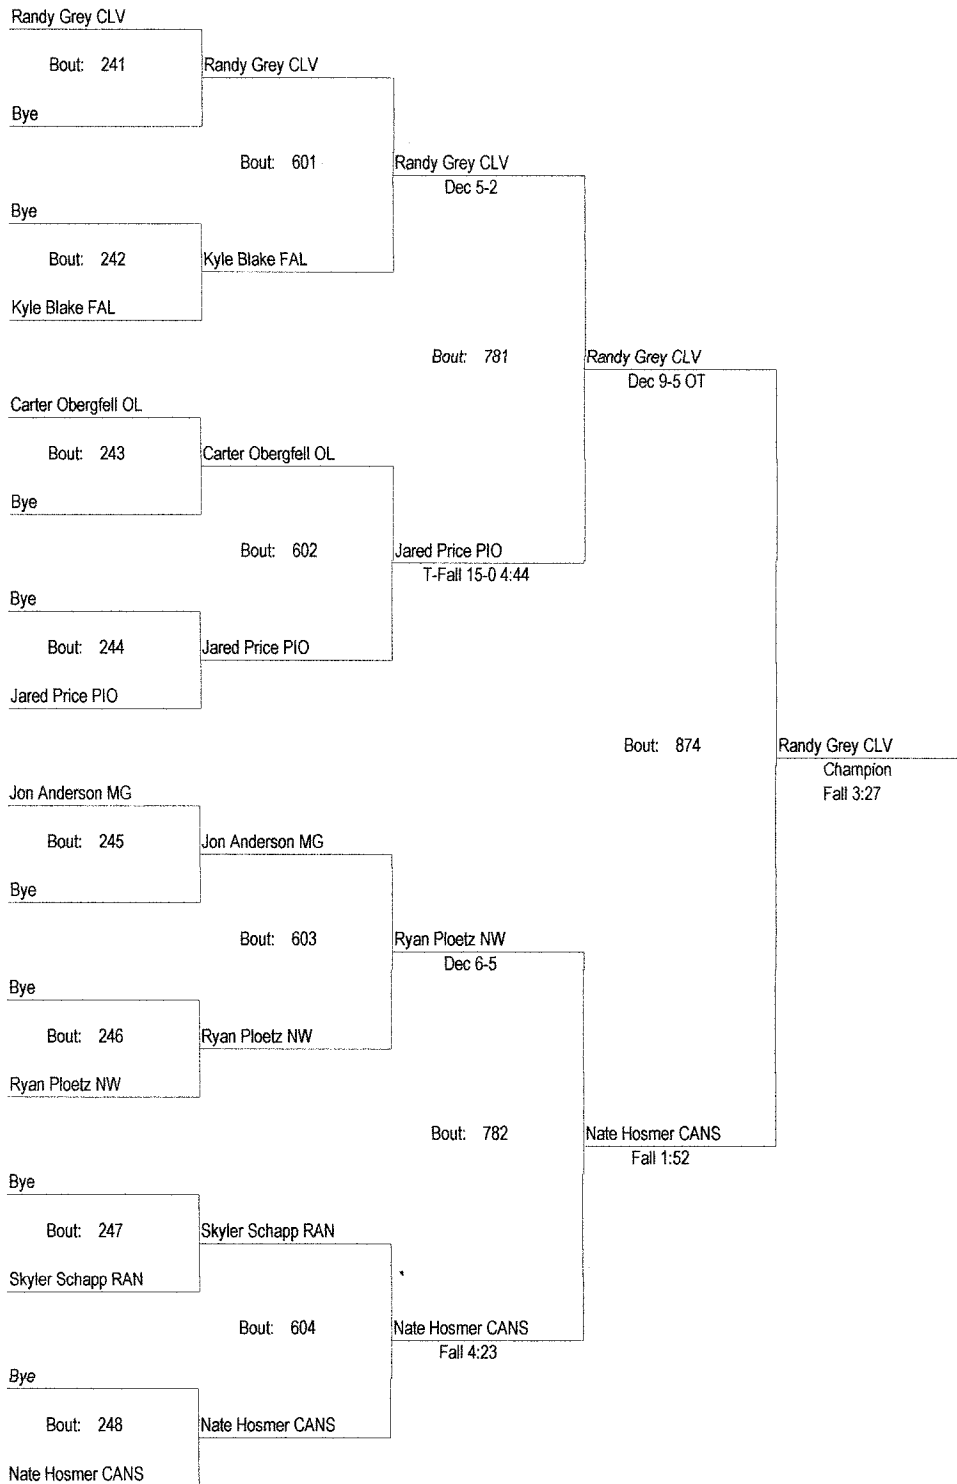 Randy Grey CLV
Bout: 241
Randy Grey CLV
Bye
Bout: 601
Randy Grey CLV
Dec 5-2
Bye
Bout: 242
Kyle Blake FAL
Kyle Blake FAL
Bout: 781
Randy Grey CLV
Dec 9-5 OT
Carter Obergfell OL
Bout: 243
Carter Obergfell OL
Bye
Bout: 602
Jared Price PIO
T-Fall 15-0 4:44
Bye
Bout: 244
Jared Price PIO
Jared Price PIO
Bout: 874
Randy Grey CLV
Champion
Fall 3:27
Jon Anderson MG
Bout: 245
Jon Anderson MG
Bye
Bout: 603
Ryan Ploetz NW
Dec 6-5
Bye
Bout: 246
Ryan Ploetz NW
Ryan Ploetz NW
Bout: 782
Nate Hosmer CANS
Fall 1:52
Bye
Bout: 247
Skyler Schapp RAN
Skyler Schapp RAN
Bout: 604
Nate Hosmer CANS
Fall 4:23
Bye
Bout: 248
Nate Hosmer CANS
Nate Hosmer CANS